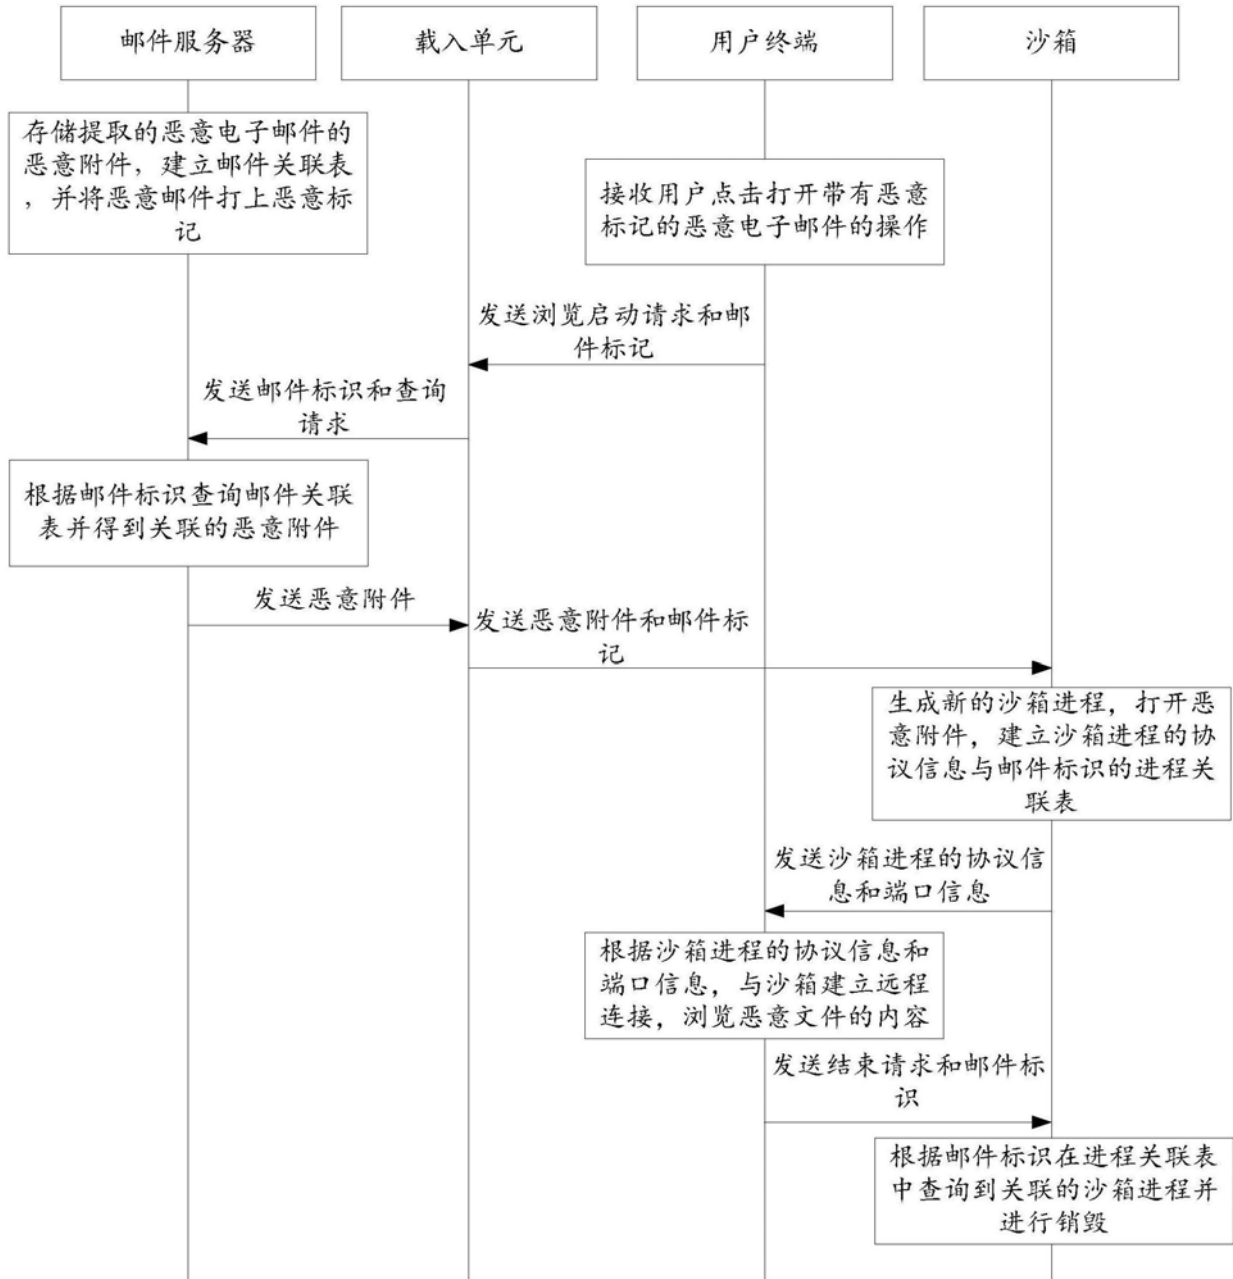 邮件服务器
载入单元
用户终端
沙箱
存储提取的恶意电子邮件的
恶意附件，建立邮件关联表
，并将恶意邮件打上恶意标
记
接收用户点击打开带有恶意
标记的恶意电子邮件的操作
发送浏览启动请求和邮
件标记
发送邮件标识和查询
请求
根据邮件标识查询邮件关联
表并得到关联的恶意附件
发送恶意附件
发送恶意附件和邮件标
记
生成新的沙箱进程，打开恶
意附件，建立沙箱进程的协
议信息与邮件标识的进程关
联表
发送沙箱进程的协议信
息和端口信息
根据沙箱进程的协议信息和
端口信息，与沙箱建立远程
连接，浏览恶意文件的内容
发送结束请求和邮件标
识
根据邮件标识在进程关联表
中查询到关联的沙箱进程并
进行销毁